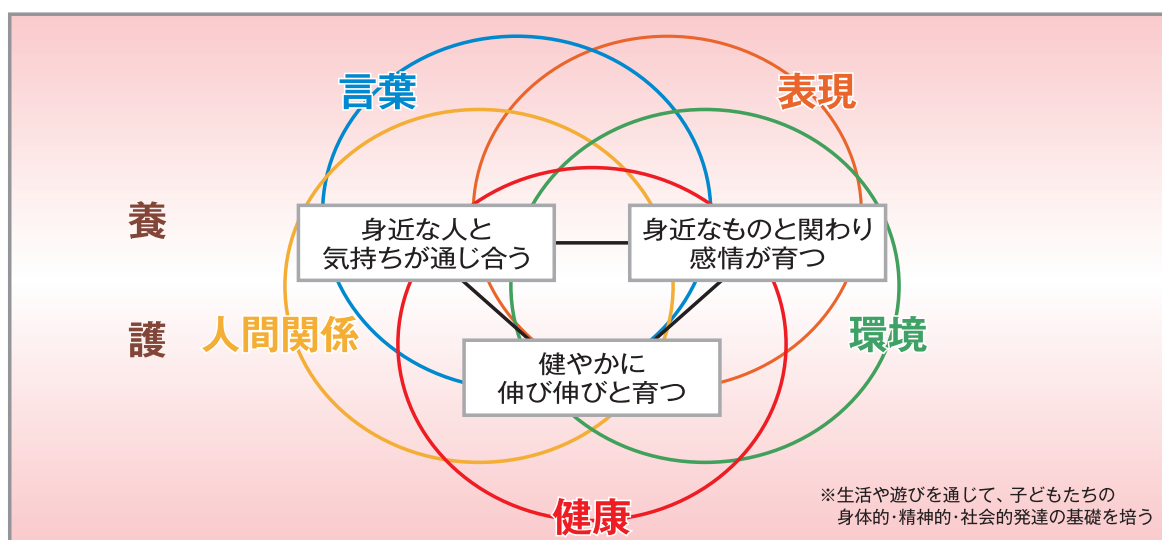 言葉
表現
養
護
身近な人と
気持ちが通じ合う
身近なものと関わり
感情が育つ
人間関係
環境
健やかに
伸び伸びと育つ
健康
※生活や遊びを通じて、子どもたちの
身体的・精神的・社会的発達の基礎を培う